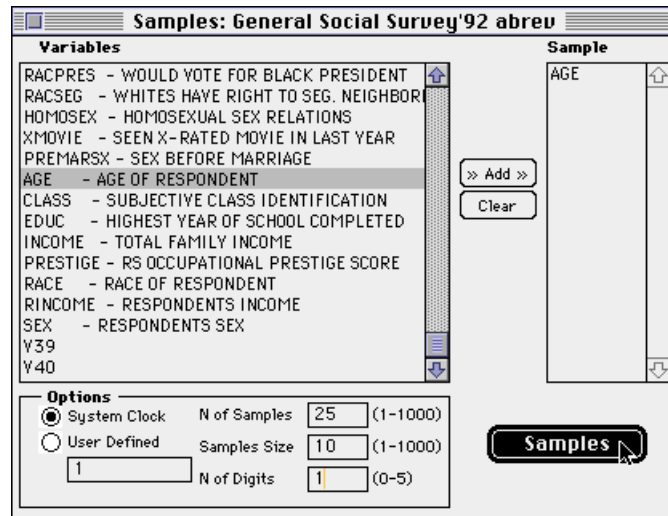 Samples: General Social Survey'92 abrev
Variables
RACPRES - WOULD VOTE FOR BLACK PRESIDENT
RACSEG - WHITES HAVE RIGHT TO SEG. NEIGHBORI
HOMOSEX - HOMOSEXUAL SEX RELATIONS
XMOVIE - SEEN X-RATED MOVIE IN LAST YEAR
PREMARSX - SEX BEFORE MARRIAGE
AGE - AGE OF RESPONDENT
CLASS - SUBJECTIVE CLASS IDENTIFICATION
EDUC - HIGHEST YEAR OF SCHOOL COMPLETED
INCOME - TOTAL FAMILY INCOME
PRESTIGE - RS OCCUPATIONAL PRESTIGE SCORE
RACE - RACE OF RESPONDENT
RINCOME - RESPONDENTS INCOME
SEX - RESPONDENTS SEX
V39
V40
» Add »
Clear
Sample
AGE
Options
System Clock
User Defined
1
N of Samples 25 (1-1000)
Samples Size 10 (1-1000)
N of Digits 1 (0-5)
Samples